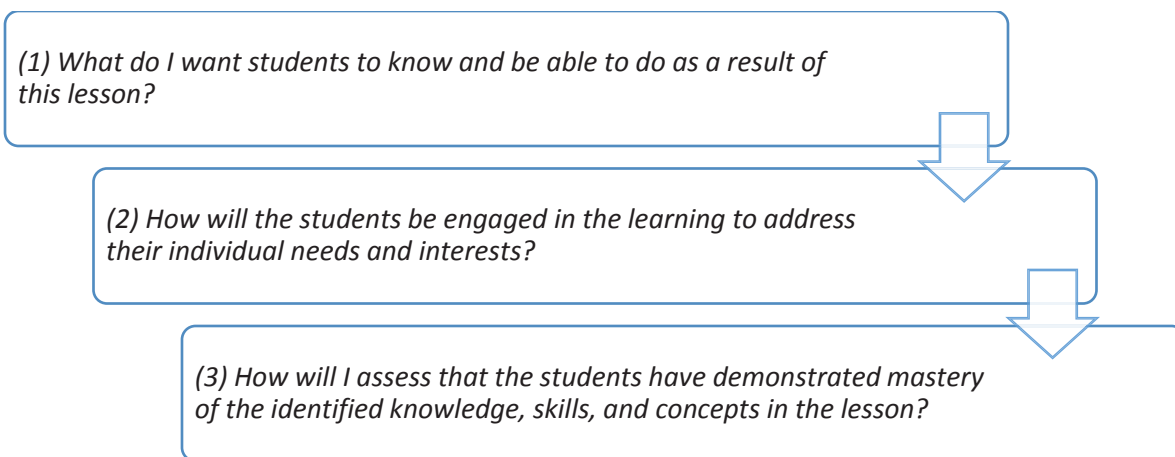 (1) What do I want students to know and be able to do as a result of
this lesson?
(2) How will the students be engaged in the learning to address
their individual needs and interests?
(3) How will I assess that the students have demonstrated mastery
of the identified knowledge, skills, and concepts in the lesson?